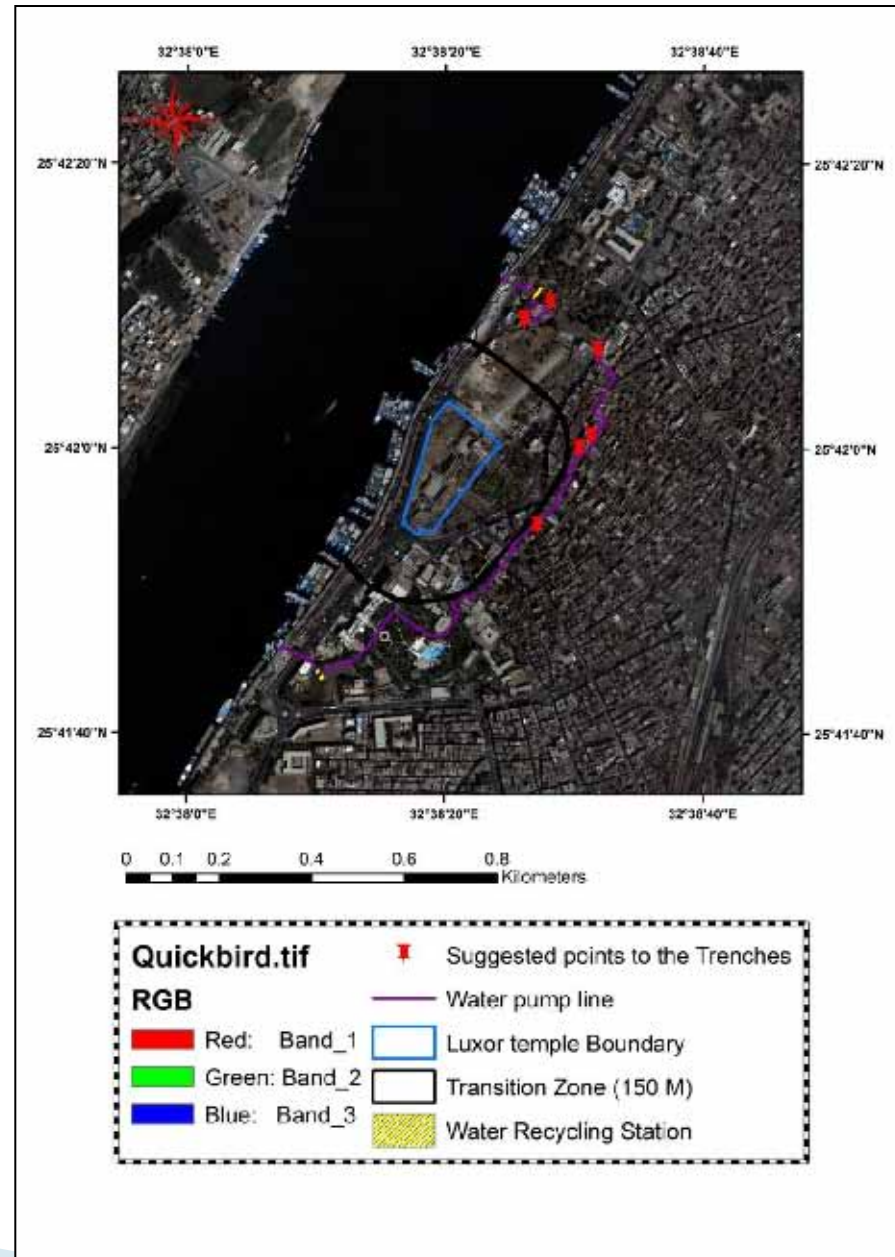 32°38'0"E 32°38'20"E 32°38'40"E
25°42'20"N 25°42'20"N
25°42'0"N 25°42'0"N
25°41'40"N 25°41'40"N
32°38'0"E 32°38'20"E 32°38'40"E
0 0.1 0.2 0.4 0.6 0.8
Kilometers
Quickbird.tif
RGB
Red: Band_1
Green: Band_2
Blue: Band_3
Suggested points to the Trenches
Water pump line
Luxor temple Boundary
Transition Zone (150 M)
Water Recycling Station